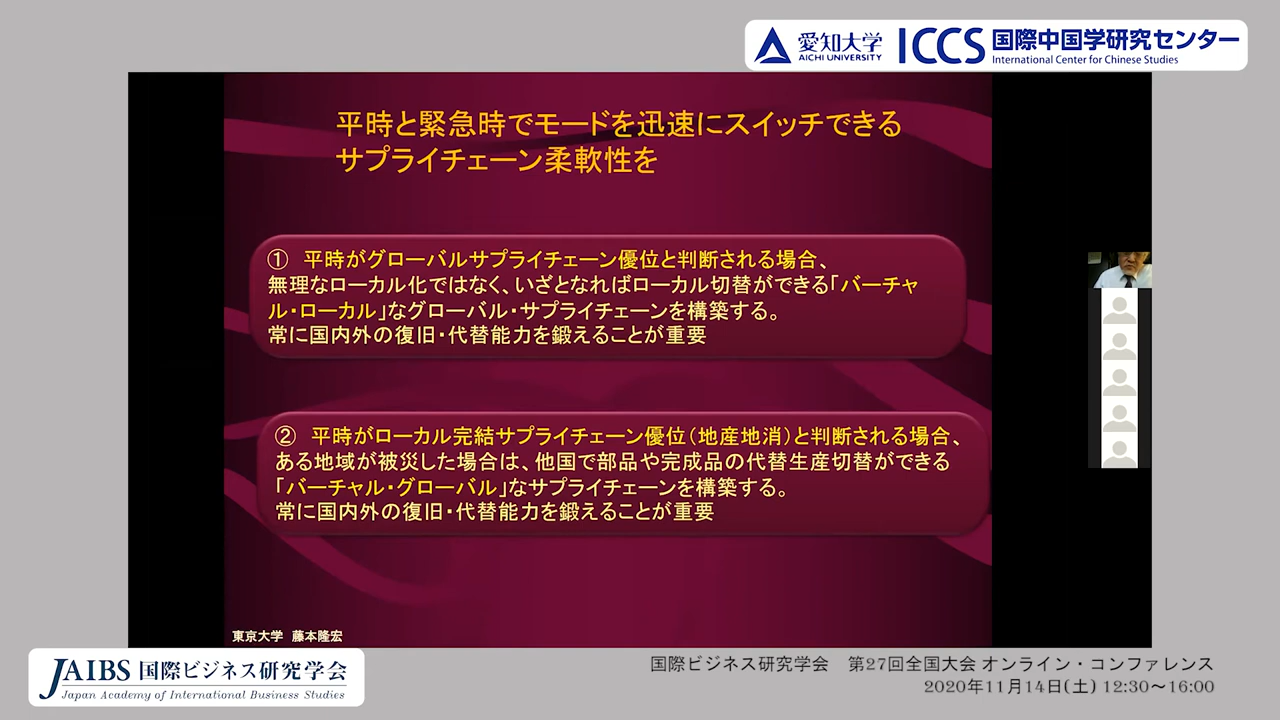 愛知大学
AICHI UNIVERSITY
ICCS 国際中国学研究センター
International Center for Chinese Studies
平時と緊急時でモードを迅速にスイッチできる
サプライチェーン柔軟性を
① 平時がグローバルサプライチェーン優位と判断される場合、
無理なローカル化ではなく、いざとなればローカル切替ができる「バーチャ
ル・ローカル」なグローバル・サプライチェーンを構築する。
常に国内外の復旧・代替能力を鍛えることが重要
② 平時がローカル完結サプライチェーン優位（地産地消）と判断される場合、
ある地域が被災した場合は、他国で部品や完成品の代替生産切替ができる
「バーチャル・グローバル」なサプライチェーンを構築する。
常に国内外の復旧・代替能力を鍛えることが重要
東京大学 藤本隆宏
JAIBS 国際ビジネス研究学会
Japan Academy of International Business Studies
国際ビジネス研究学会 第27回全国大会 オンライン・コンファレンス
2020年11月14日(土) 12:30～16:00